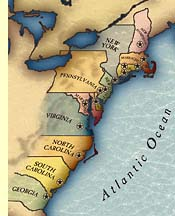 NEW
YORK
PENNSYLVANIA
VIRGINIA
NORTH
CAROLINA
SOUTH
CAROLINA
GEORGIA
Atlantic Ocean